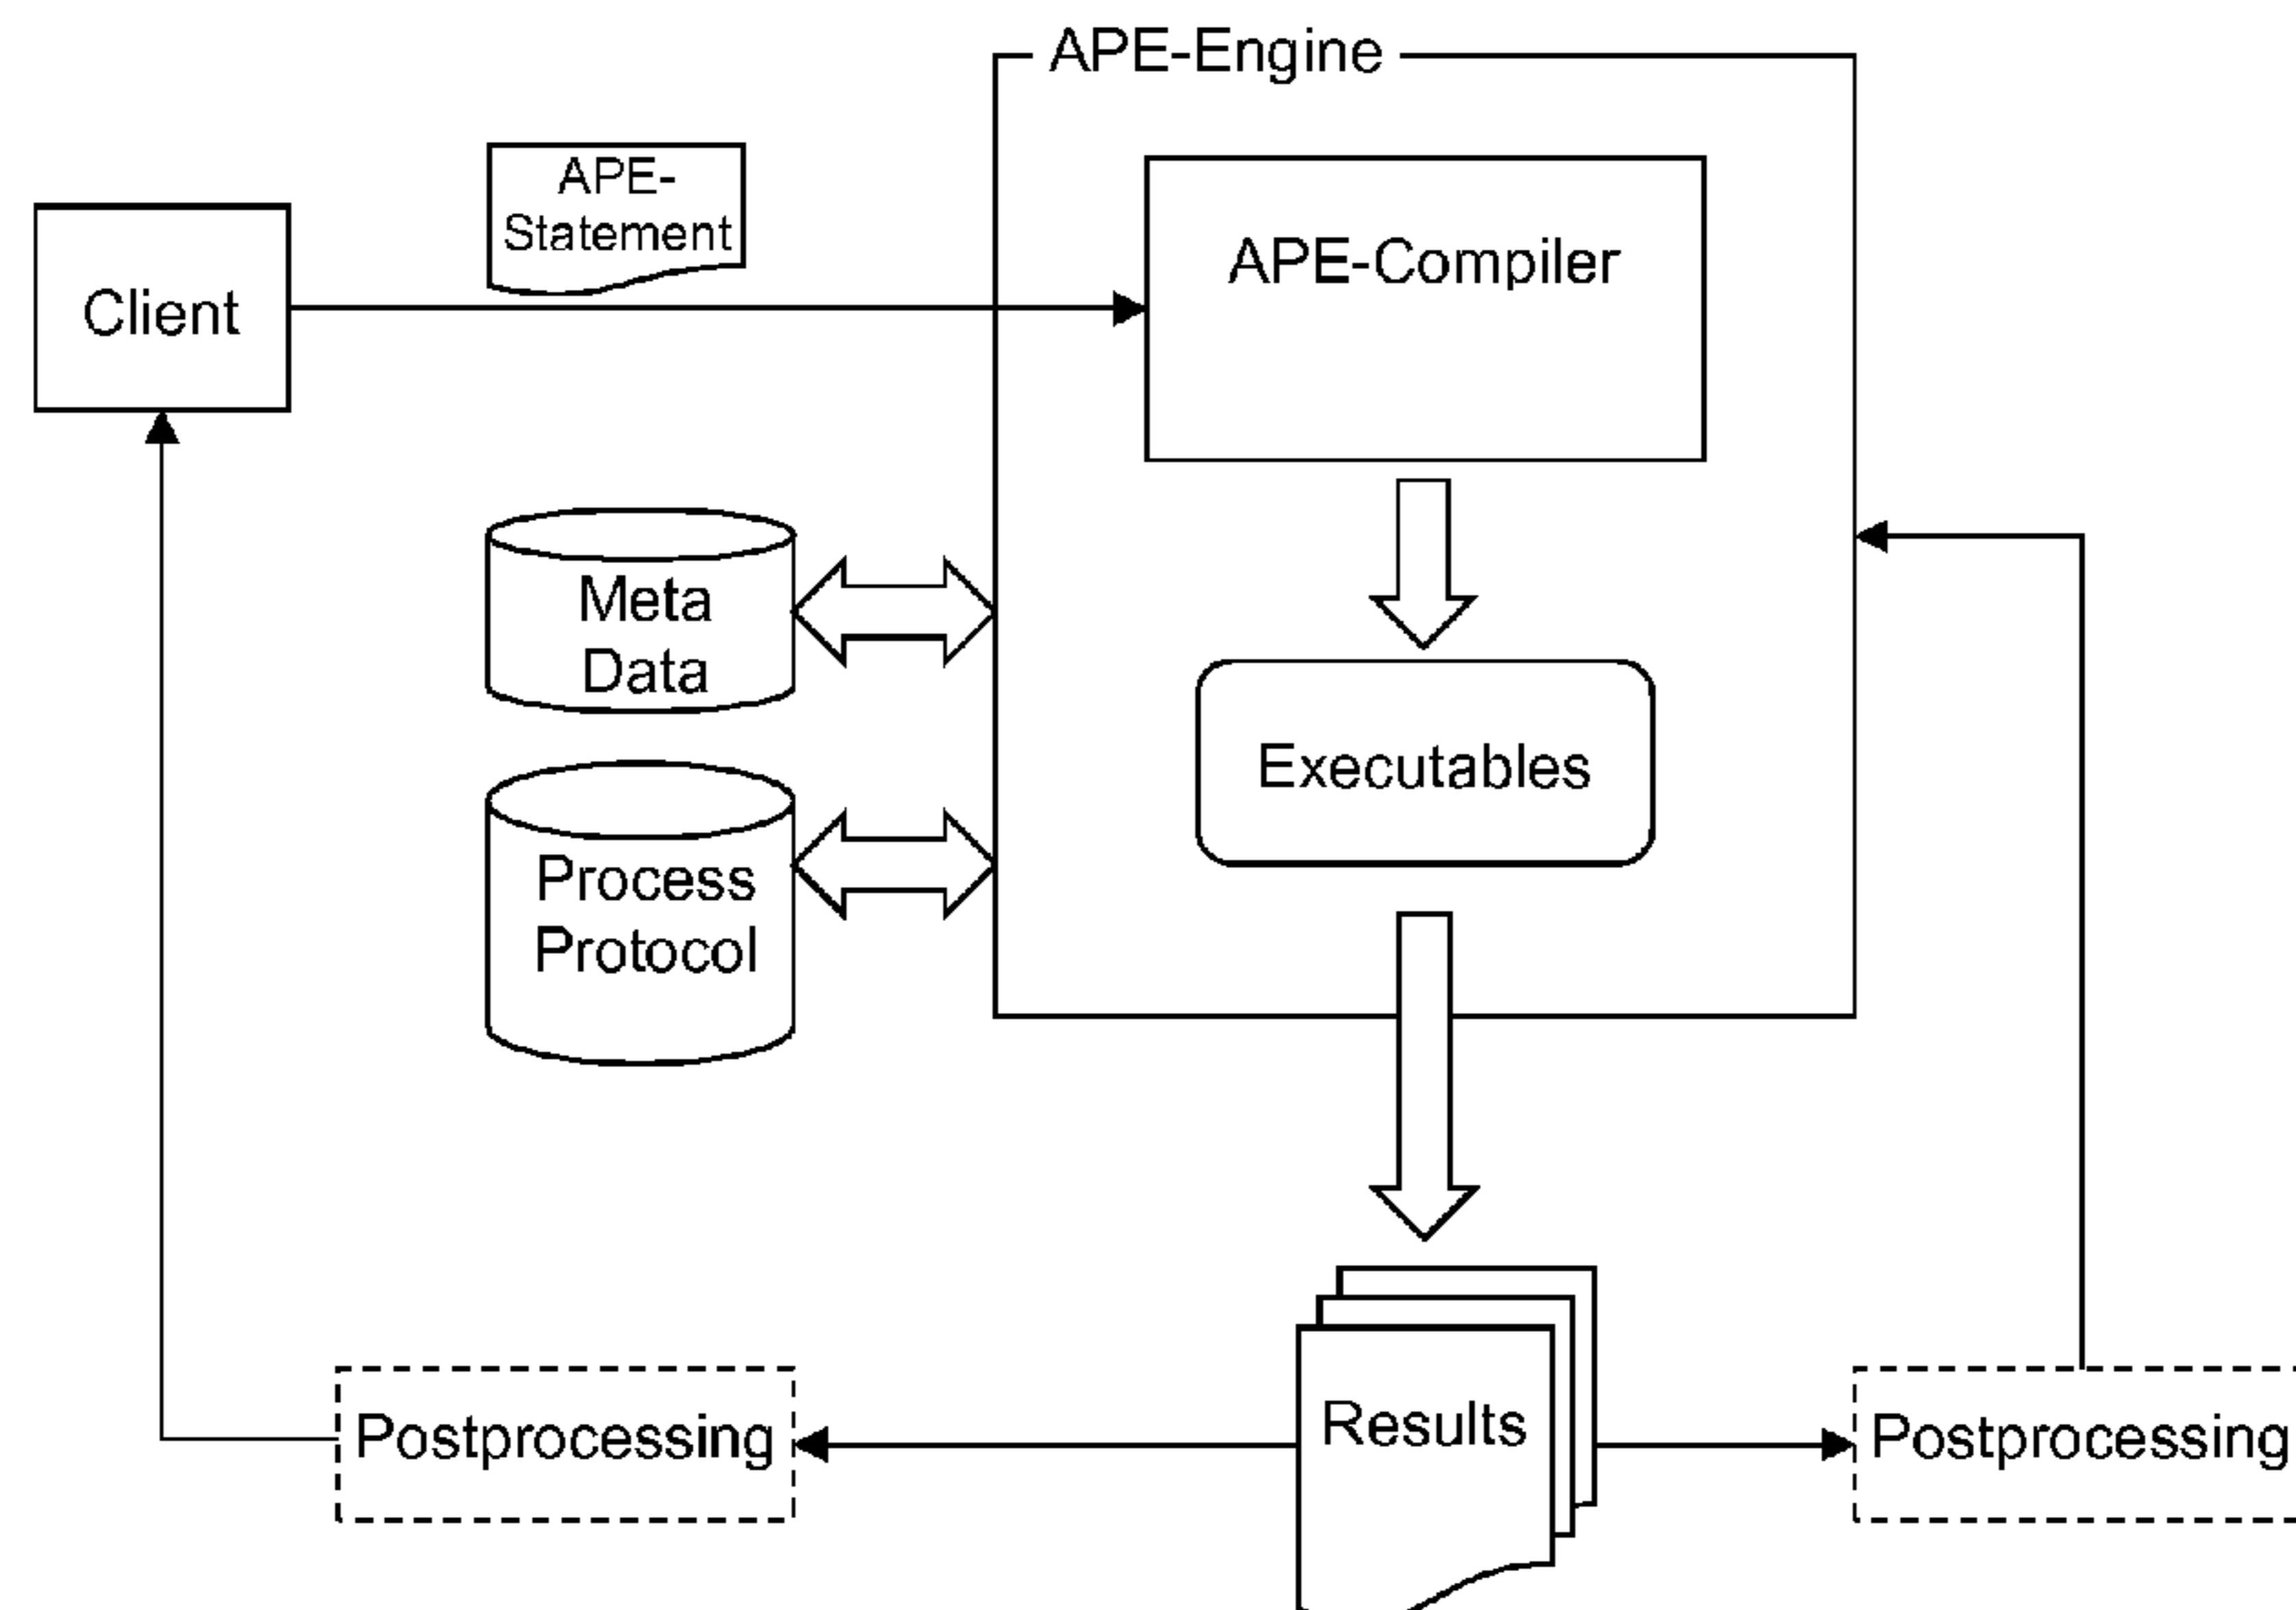 APE-Engine
APE-
Statement
APE-Compiler
Client
Meta
Data
Executables
Process
Protocol
Results
Postprocessing
Postprocessing